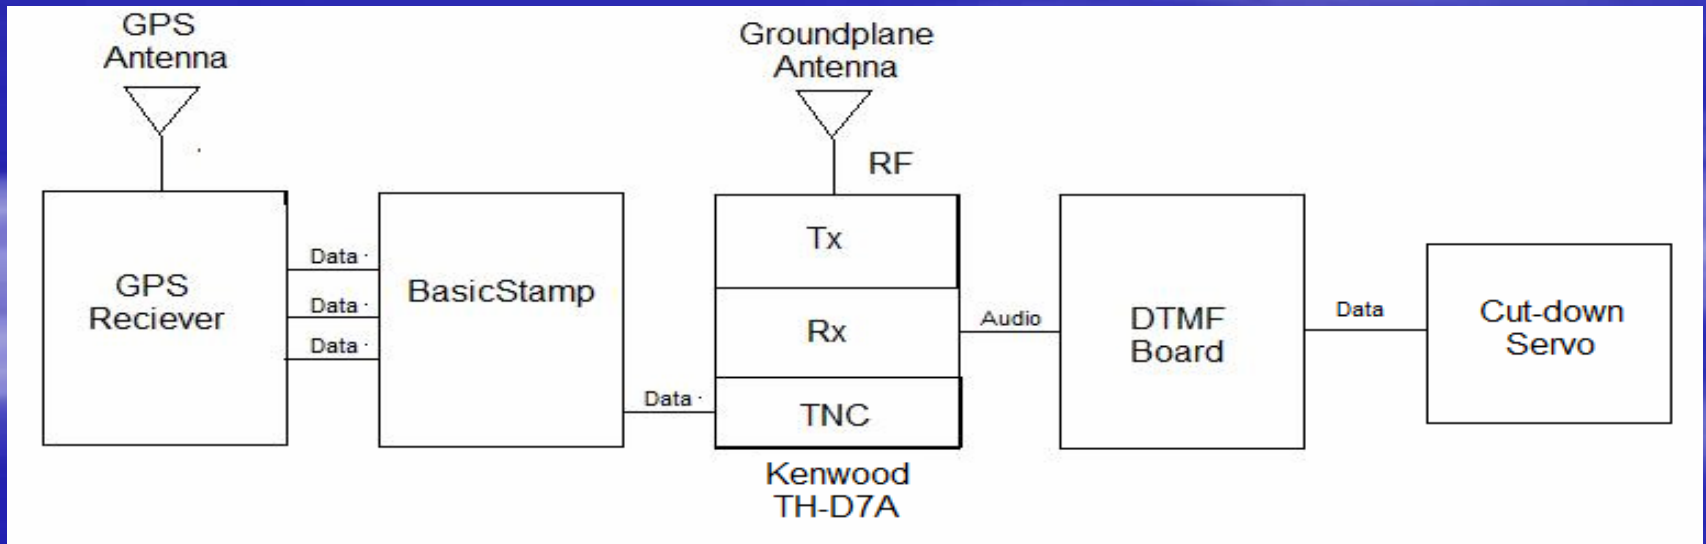 GPS
Antenna
Groundplane
Antenna
RF
GPS
Reciever
Data
Data
Data
BasicStamp
Data
Tx
Rx
TNC
Kenwood
TH-D7A
Audio
DTMF
Board
Data
Cut-down
Servo